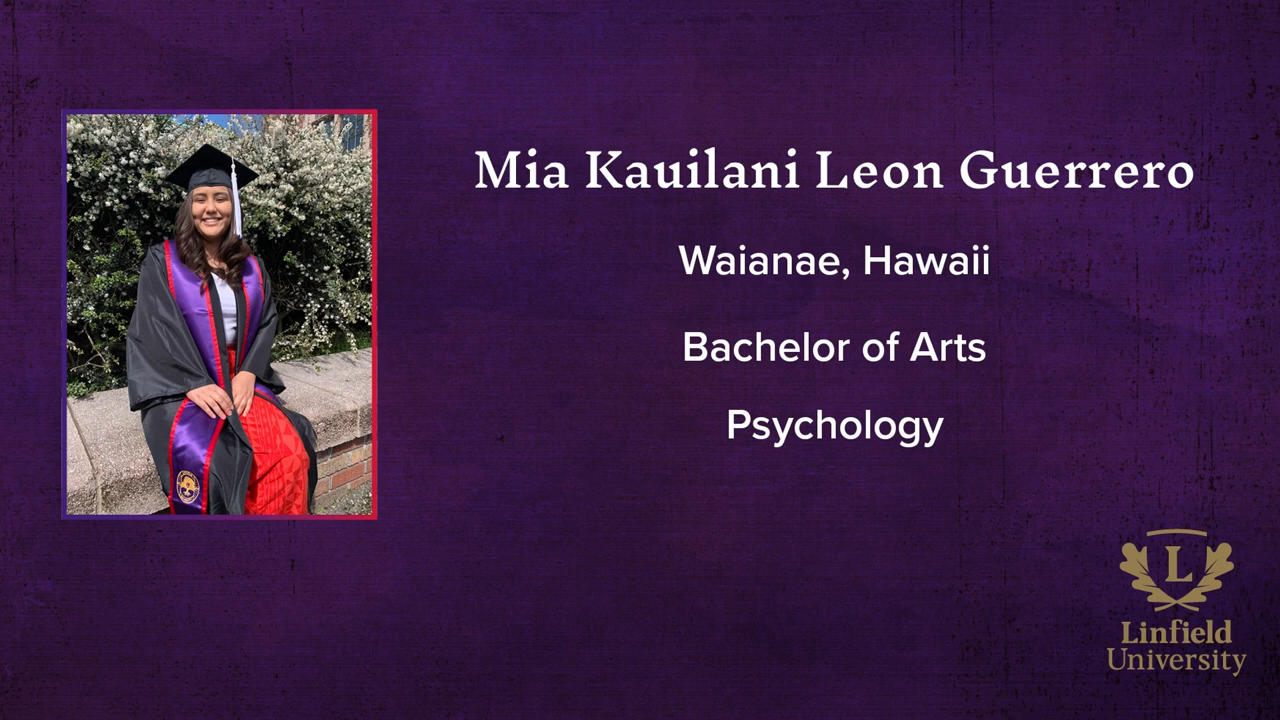 Mia Kauilani Leon Guerrero
Waianae, Hawaii
Bachelor of Arts
Psychology
L
Linfield
University